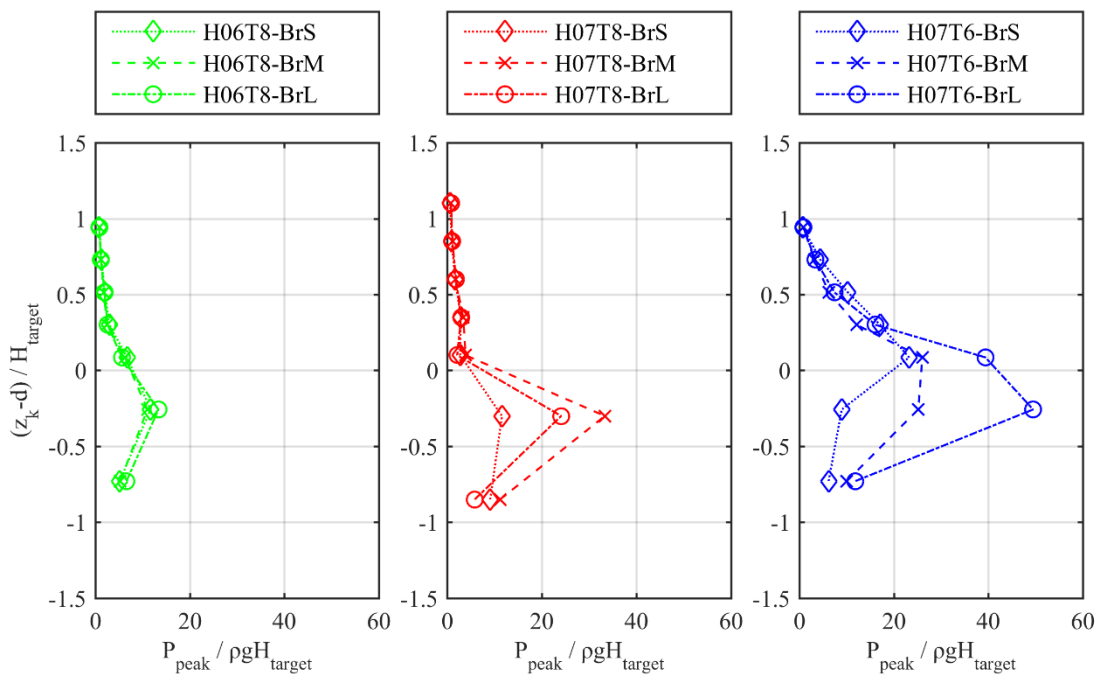 H06T8-BrS
H06T8-BrM
H06T8-BrL
H07T8-BrS
H07T8-BrM
H07T8-BrL
H07T6-BrS
H07T6-BrM
H07T6-BrL
(z_k-d) / H_target
1.5
1
0.5
0
-0.5
-1
-1.5
0 20 40 60
P_peak / ρgH_target
1.5
1
0.5
0
-0.5
-1
-1.5
0 20 40 60
P_peak / ρgH_target
1.5
1
0.5
0
-0.5
-1
-1.5
0 20 40 60
P_peak / ρgH_target